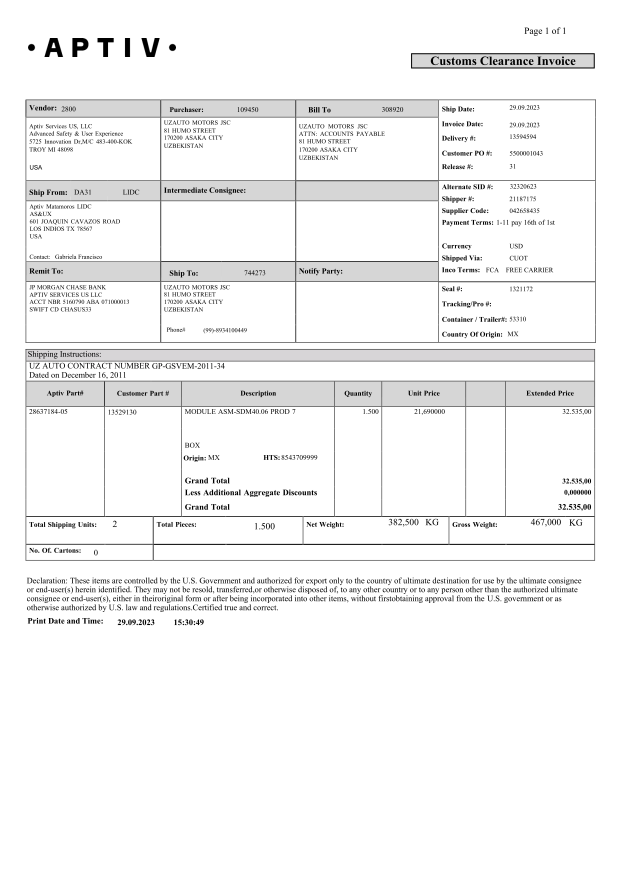 Page 1 of 1
• A P T I V •
Customs Clearance Invoice
Vendor: 2800
Aptiv Services US, LLC
Advanced Safety & User Experience
5725 Innovation Dr,M/C 483-400-KOK
TROY MI 48098
USA
Purchaser: 109450
UZAUTO MOTORS JSC
81 HUMO STREET
170200 ASAKA CITY
UZBEKISTAN
Bill To 308920
UZAUTO MOTORS JSC
ATTN: ACCOUNTS PAYABLE
81 HUMO STREET
170200 ASAKA CITY
UZBEKISTAN
Ship Date: 29.09.2023
Invoice Date: 29.09.2023
Delivery #: 13594594
Customer PO #: 5500001043
Release #: 31
Ship From: DA31 LIDC
Aptiv Matamoros LIDC
AS&UX
601 JOAQUIN CAVAZOS ROAD
LOS INDIOS TX 78567
USA
Contact: Gabriela Francisco
Intermediate Consignee:
Alternate SID #: 32320623
Shipper #: 21187175
Supplier Code: 042658435
Payment Terms: 1-11 pay 16th of 1st
Currency USD
Shipped Via: CUOT
Inco Terms: FCA FREE CARRIER
Remit To:
JP MORGAN CHASE BANK
APTIV SERVICES US LLC
ACCT NBR 5160790 ABA 071000013
SWIFT CD CHASUS33
Ship To: 744273
UZAUTO MOTORS JSC
81 HUMO STREET
170200 ASAKA CITY
UZBEKISTAN
Phone# (99)-8934100449
Notify Party:
Seal #: 1321172
Tracking/Pro #:
Container / Trailer#: 53310
Country Of Origin: MX
Shipping Instructions:
UZ AUTO CONTRACT NUMBER GP-GSVEM-2011-34
Dated on December 16, 2011
Aptiv Part# Customer Part # Description Quantity Unit Price Extended Price
28637184-05 13529130 MODULE ASM-SDM40.06 PROD 7 1.500 21,690000 32.535,00
BOX
Origin: MX HTS: 8543709999
Grand Total 32.535,00
Less Additional Aggregate Discounts 0,000000
Grand Total 32.535,00
Total Shipping Units: 2 Total Pieces: 1.500 Net Weight: 382,500 KG Gross Weight: 467,000 KG
No. Of. Cartons: 0
Declaration: These items are controlled by the U.S. Government and authorized for export only to the country of ultimate destination for use by the ultimate consignee
or end-user(s) herein identified. They may not be resold, transferred,or otherwise disposed of, to any other country or to any person other than the authorized ultimate
consignee or end-user(s), either in theiroriginal form or after being incorporated into other items, without firstobtaining approval from the U.S. government or as
otherwise authorized by U.S. law and regulations.Certified true and correct.
Print Date and Time: 29.09.2023 15:30:49